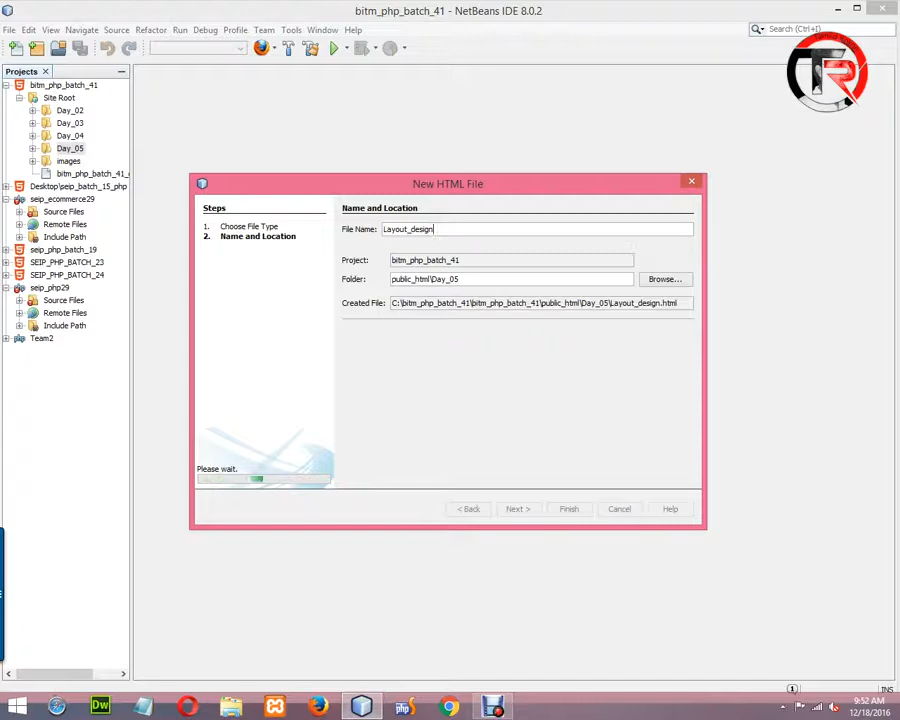 bitm_php_batch_41 - NetBeans IDE 8.0.2
File Edit View Navigate Source Refactor Run Debug Profile Team Tools Window Help
Search (Ctrl+I)
Projects
bitm_php_batch_41
Site Root
Day_02
Day_03
Day_04
Day_05
images
bitm_php_batch_41_
Desktop\seip_batch_15_php
seip_ecommerce29
Source Files
Remote Files
Include Path
seip_php_batch_19
SEIP_PHP_BATCH_23
SEIP_PHP_BATCH_24
seip_php29
Source Files
Remote Files
Include Path
Team2
New HTML File
Steps
1. Choose File Type
2. Name and Location
Please wait.
Name and Location
File Name: Layout_design
Project: bitm_php_batch_41
Folder: public_html\Day_05
Browse...
Created File: C:\bitm_php_batch_41\bitm_php_batch_41\public_html\Day_05\Layout_design.html
< Back Next > Finish Cancel Help
TR
1
INS
Dw
php
9:52 AM
12/18/2016